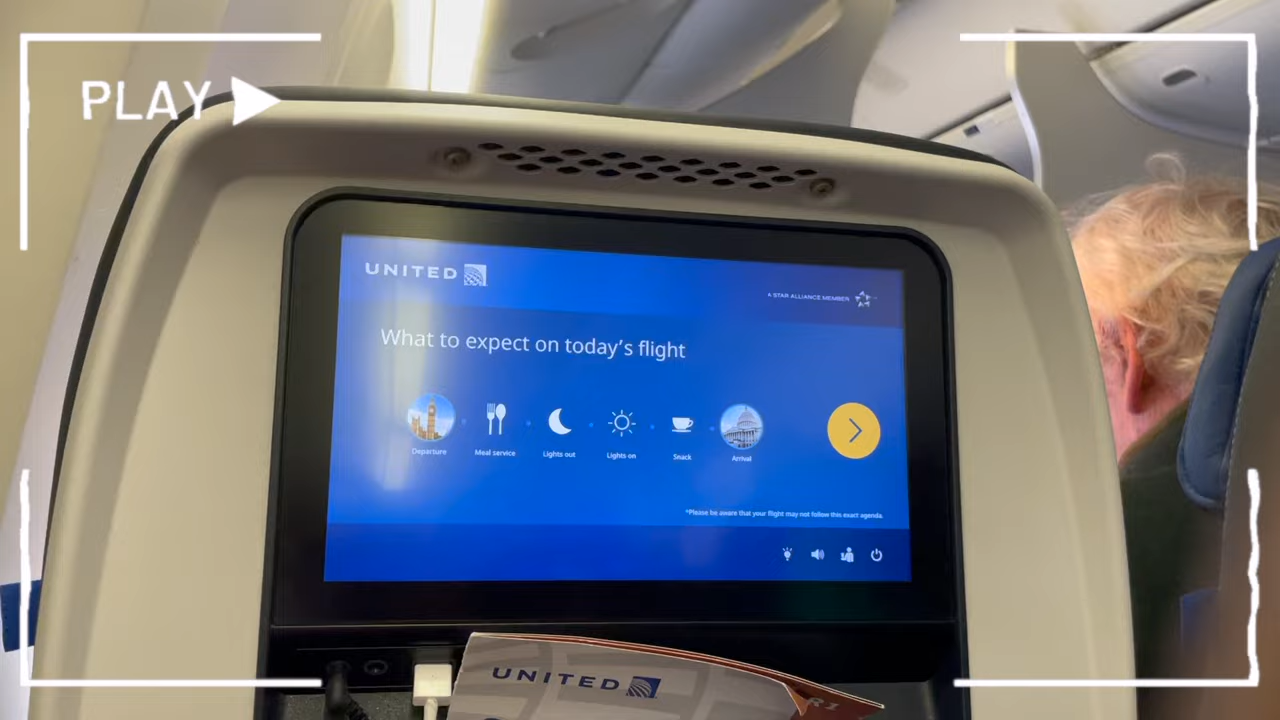 PLAY
UNITED
A STAR ALLIANCE MEMBER
What to expect on today's flight
Departure
Meal service
Lights out
Lights on
Snack
Arrival
*Please be aware that your flight may not follow this exact agenda.
UNITED
R1